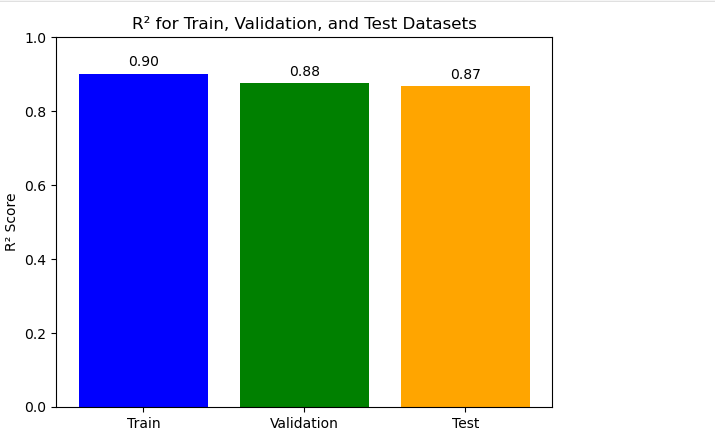 R² for Train, Validation, and Test Datasets
1.0
0.8
0.6
0.4
0.2
0.0
R² Score
0.90
0.88
0.87
Train
Validation
Test